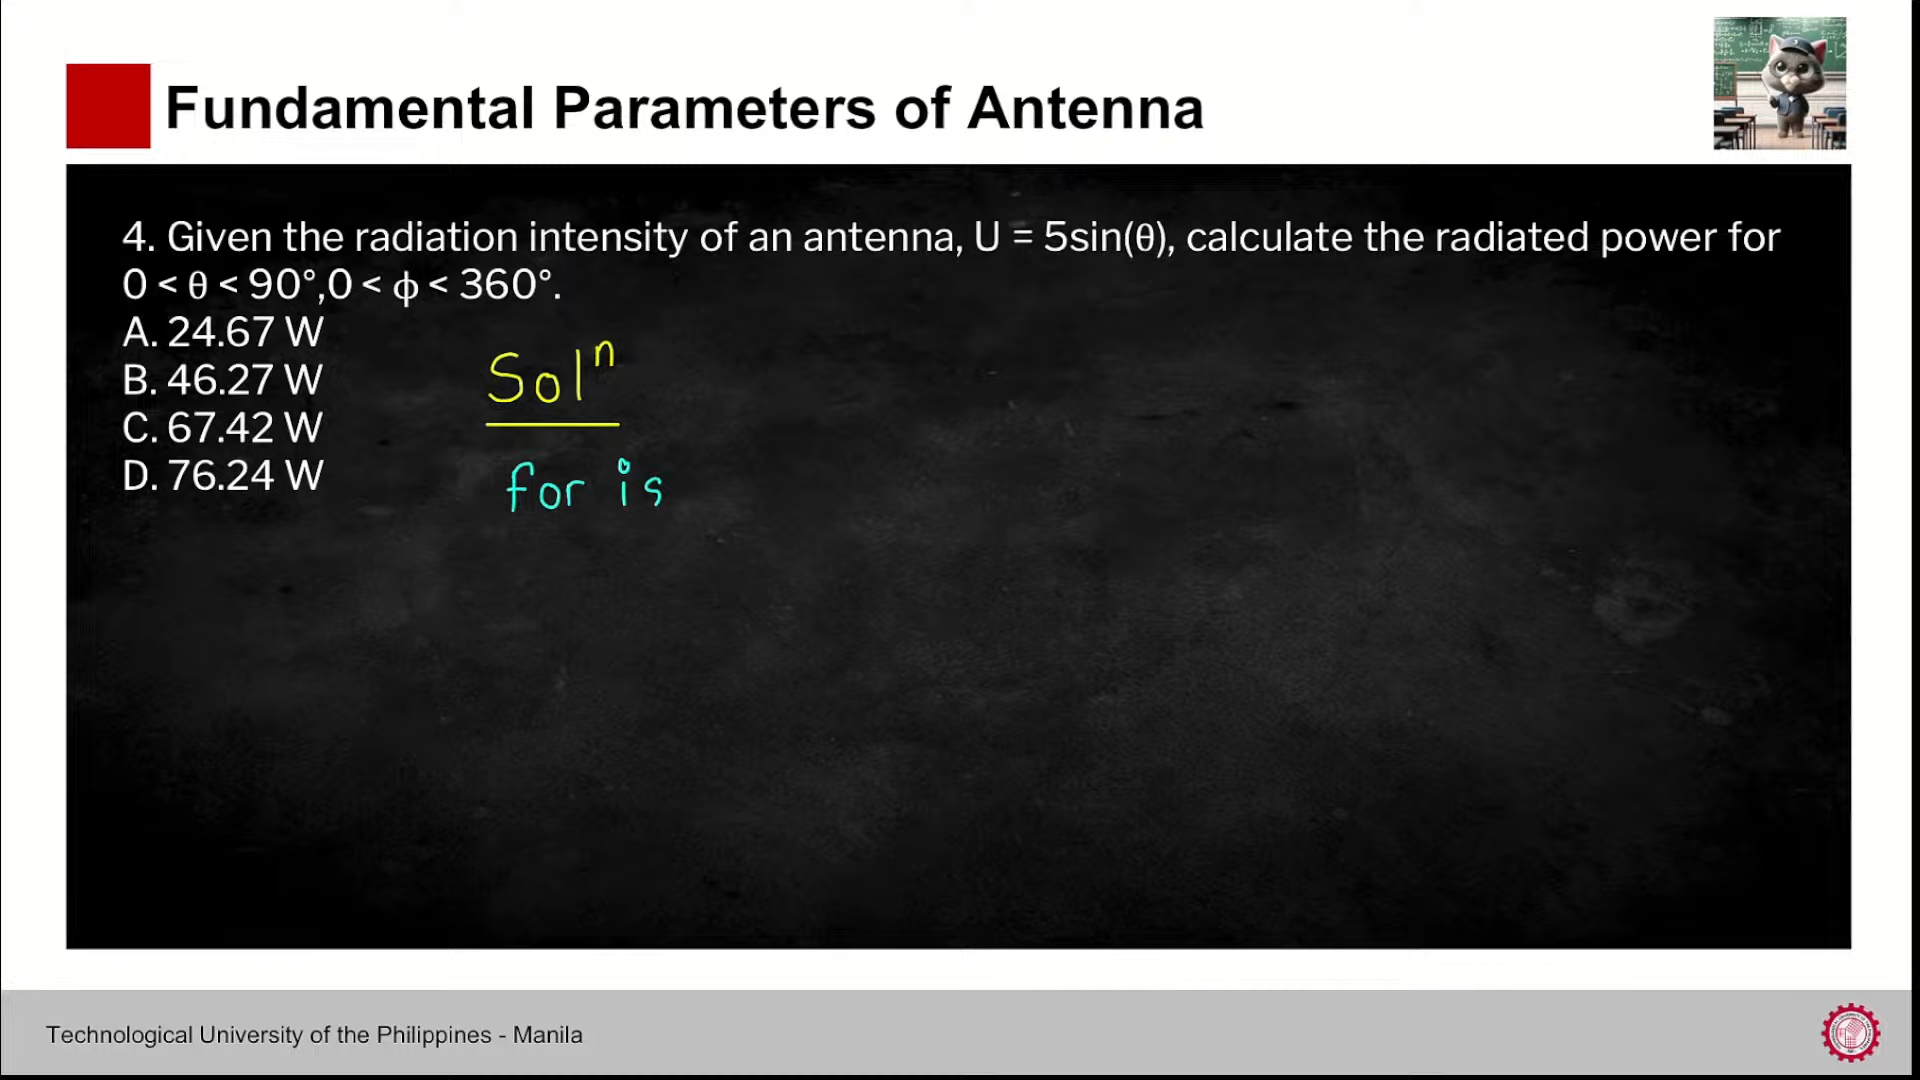 Fundamental Parameters of Antenna
4. Given the radiation intensity of an antenna, U = 5sin(θ), calculate the radiated power for
0 < θ < 90°,0 < ϕ < 360°.
A. 24.67 W
B. 46.27 W
C. 67.42 W
D. 76.24 W
Solⁿ
for is
Technological University of the Philippines - Manila